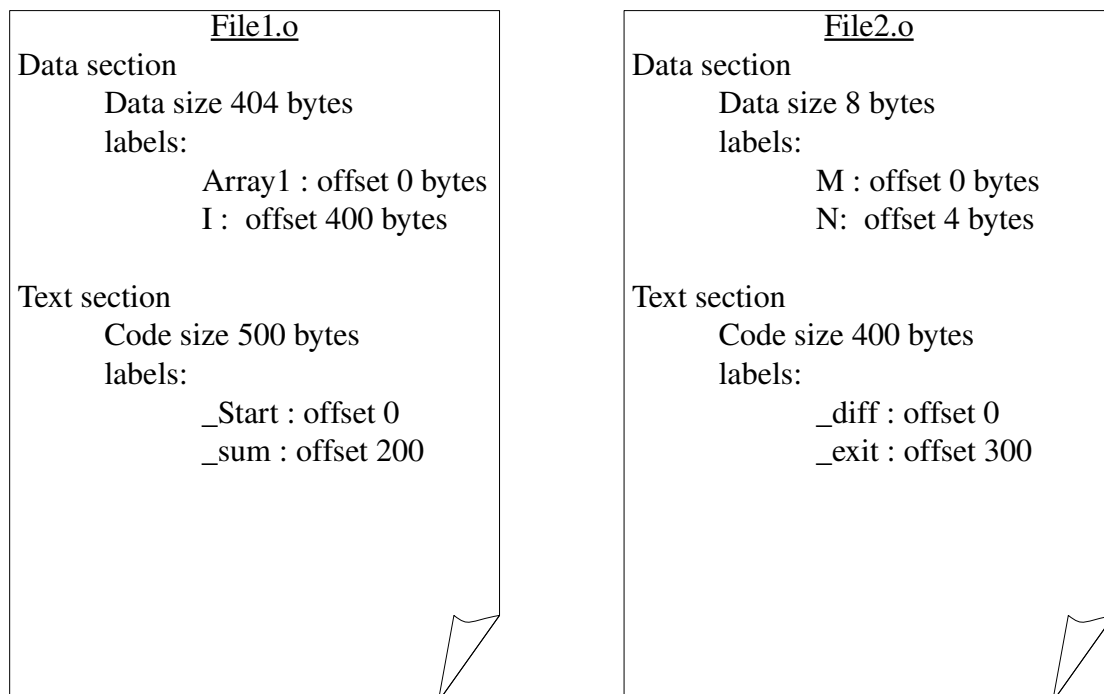 File1.o
Data section
Data size 404 bytes
labels:
Array1 : offset 0 bytes
I : offset 400 bytes
Text section
Code size 500 bytes
labels:
_Start : offset 0
_sum : offset 200
File2.o
Data section
Data size 8 bytes
labels:
M : offset 0 bytes
N: offset 4 bytes
Text section
Code size 400 bytes
labels:
_diff : offset 0
_exit : offset 300